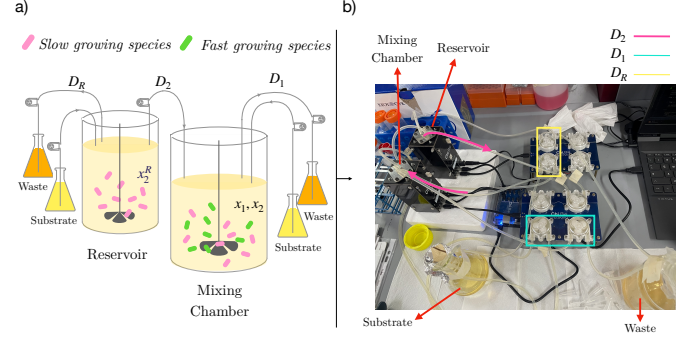 a)
Slow growing species
Fast growing species
D_R
D_2
D_1
x_2^R
x_1, x_2
Waste
Substrate
Substrate
Waste
Reservoir
Mixing
Chamber
b)
Mixing
Chamber
Reservoir
D_2
D_1
D_R
Substrate
Waste